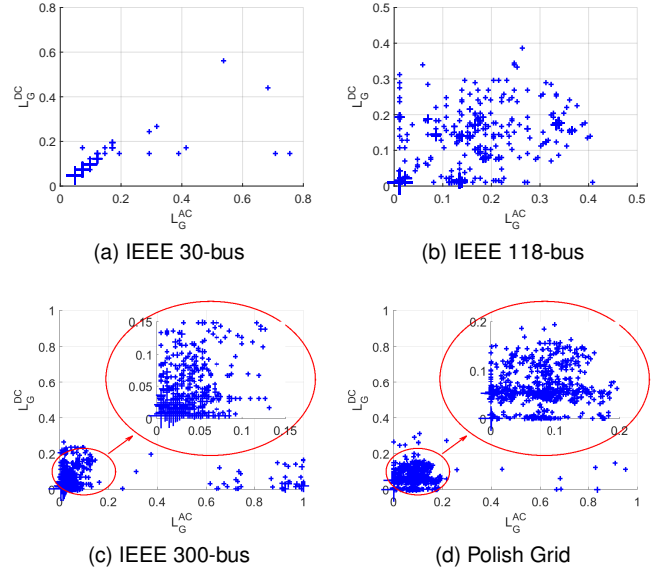 0.8
0.6
0.4
0.2
0
0 0.2 0.4 0.6 0.8
L_G^DC
L_G^AC
(a) IEEE 30-bus
0.5
0.4
0.3
0.2
0.1
0
0 0.1 0.2 0.3 0.4 0.5
L_G^DC
L_G^AC
(b) IEEE 118-bus
1
0.8
0.6
0.4
0.2
0
0 0.2 0.4 0.6 0.8 1
L_G^DC
L_G^AC
0.15
0.1
0.05
0
0 0.05 0.1 0.15
(c) IEEE 300-bus
1
0.8
0.6
0.4
0.2
0
0 0.2 0.4 0.6 0.8 1
L_G^DC
L_G^AC
0.2
0.1
0
0 0.1 0.2
(d) Polish Grid